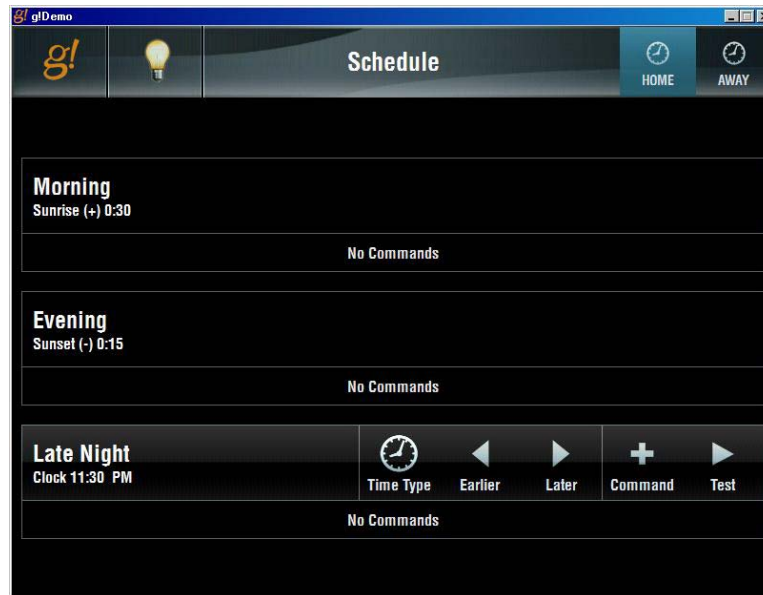 g! g!Demo
g!
Schedule
HOME
AWAY
Morning
Sunrise (+) 0:30
No Commands
Evening
Sunset (-) 0:15
No Commands
Late Night
Clock 11:30 PM
Time Type
Earlier
Later
Command
Test
No Commands